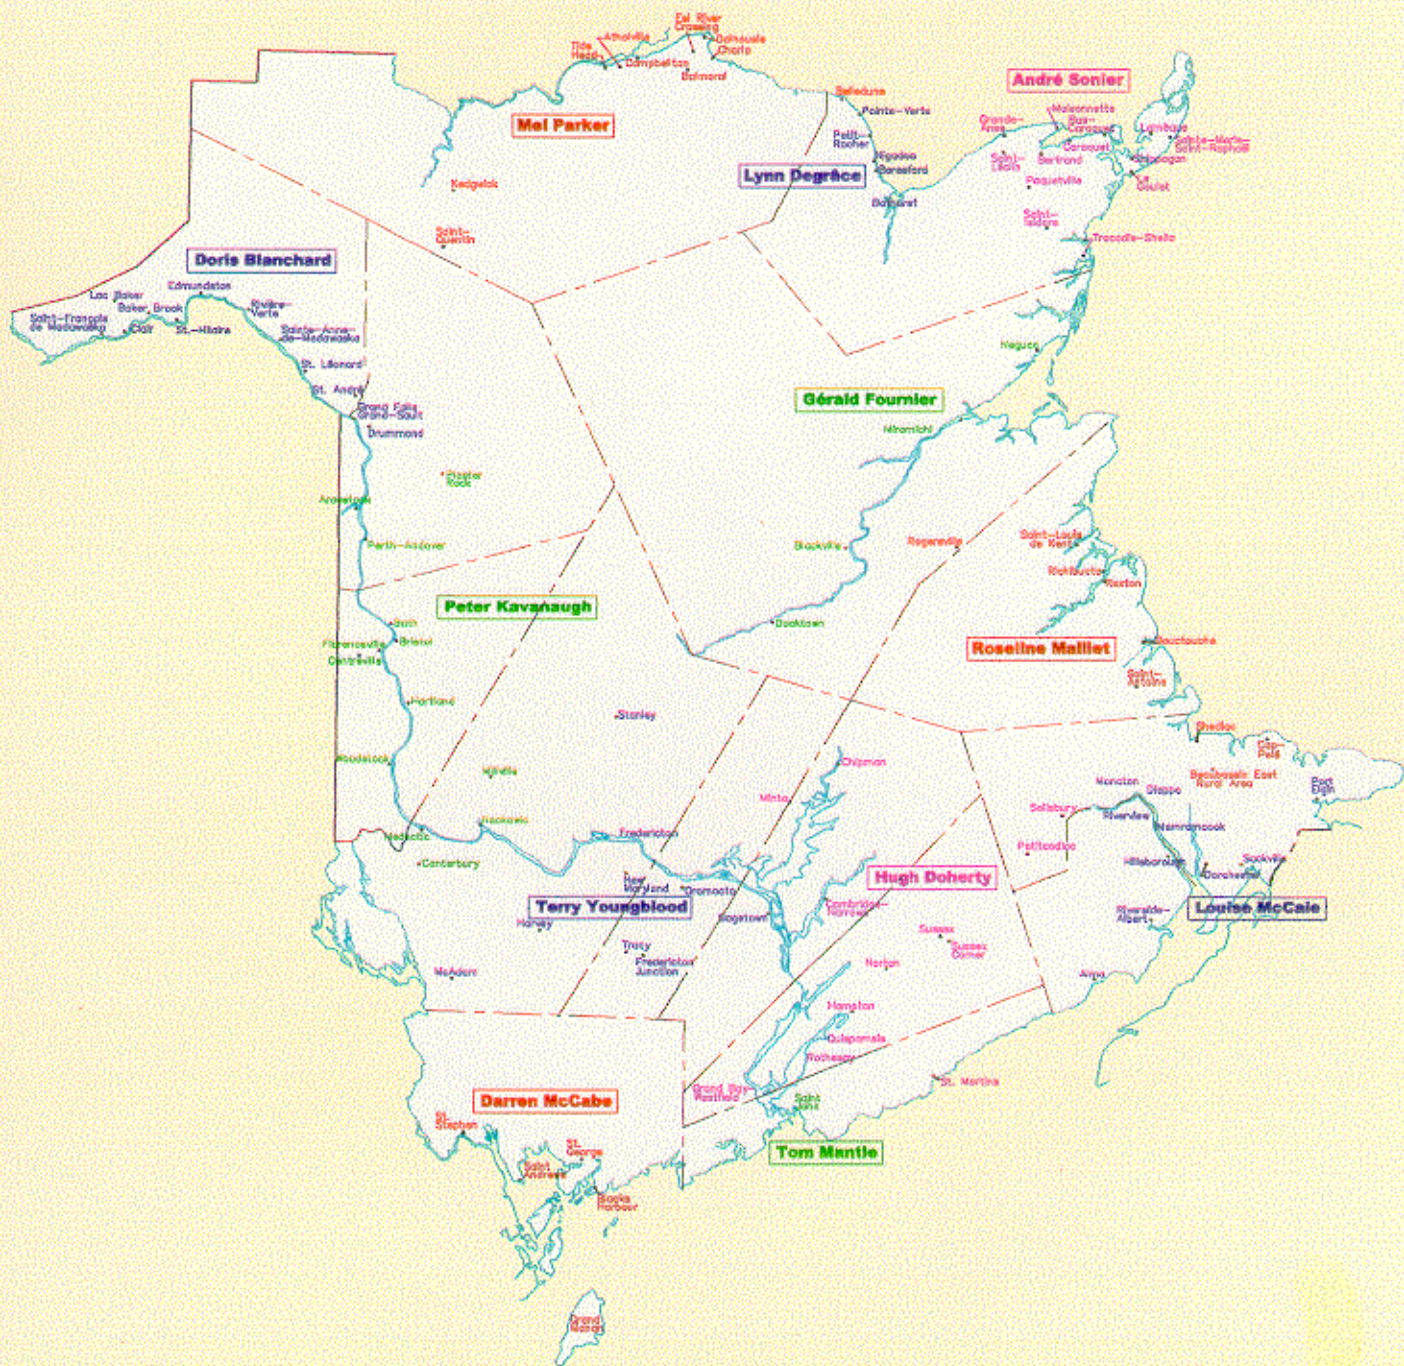 Eel River
Crossing
Atholville
Dalhousie
Tide
Head
Charlo
Campbellton
Balmoral
André Sonier
Mel Parker
Belledune
Pointe-Verte
Maisonnette
Grande-
Anse
Bas-
Caraquet
Lamèque
Petit-
Rocher
Sainte-Marie-
Saint-Raphaël
Caraquet
Nigadoo
Saint-
Léolin
Bertrand
Shippagan
Beresford
Lynn Degrâce
Le
Goulet
Kedgwick
Paquetville
Bathurst
Saint-
Isidore
Saint-
Quentin
Tracadie-Sheila
Doris Blanchard
Edmundston
Lac Baker
Baker Brook
Rivière-
Verte
Saint-François
de Madawaska
Clair
St.-Hilaire
Sainte-Anne-
de-Madawaska
Neguac
St. Léonard
St. André
Gérald Fournier
Grand Falls
Grand-Sault
Drummond
Miramichi
Plaster
Rock
Aroostook
Perth-Andover
Blackville
Rogersville
Saint-Louis
de Kent
Richibucto
Rexton
Peter Kavanaugh
Bath
Doaktown
Florenceville
Bristol
Bouctouche
Centreville
Roseline Malliet
Saint-
Antoine
Hartland
Stanley
Shediac
Cap-
Pelé
Woodstock
Millville
Chipman
Beaubassin East
Rural Area
Moncton
Dieppe
Port
Elgin
Minto
Salisbury
Riverview
Nackawic
Memramcook
Meductic
Fredericton
Petitcodiac
Canterbury
Hillsborough
Sackville
Dorchester
Hugh Doherty
New
Maryland
Oromocto
Terry Youngblood
Cambridge-
Narrows
Gagetown
Riverside-
Albert
Louise McCaie
Harvey
Sussex
Sussex
Corner
Tracy
Fredericton
Junction
Norton
McAdam
Alma
Hampton
Quispamsis
Rothesay
St. Martins
Grand Bay-
Westfield
Darren McCabe
Saint
John
St.
Stephen
St.
George
Tom Mantle
Saint
Andrews
Blacks
Harbour
Grand
Manan